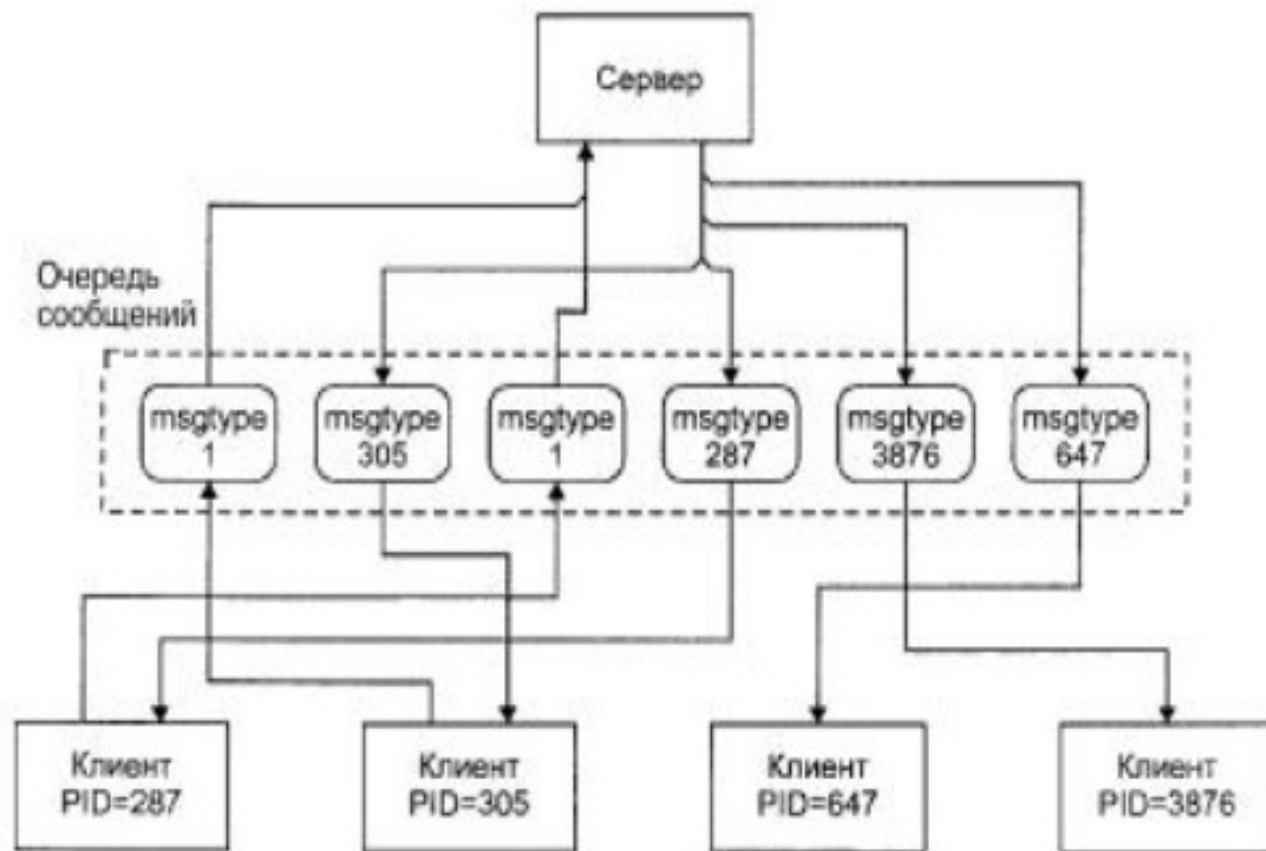 Сервер
Очередь
сообщений
msgtype
1
msgtype
305
msgtype
1
msgtype
287
msgtype
3876
msgtype
647
Клиент
PID=287
Клиент
PID=305
Клиент
PID=647
Клиент
PID=3876